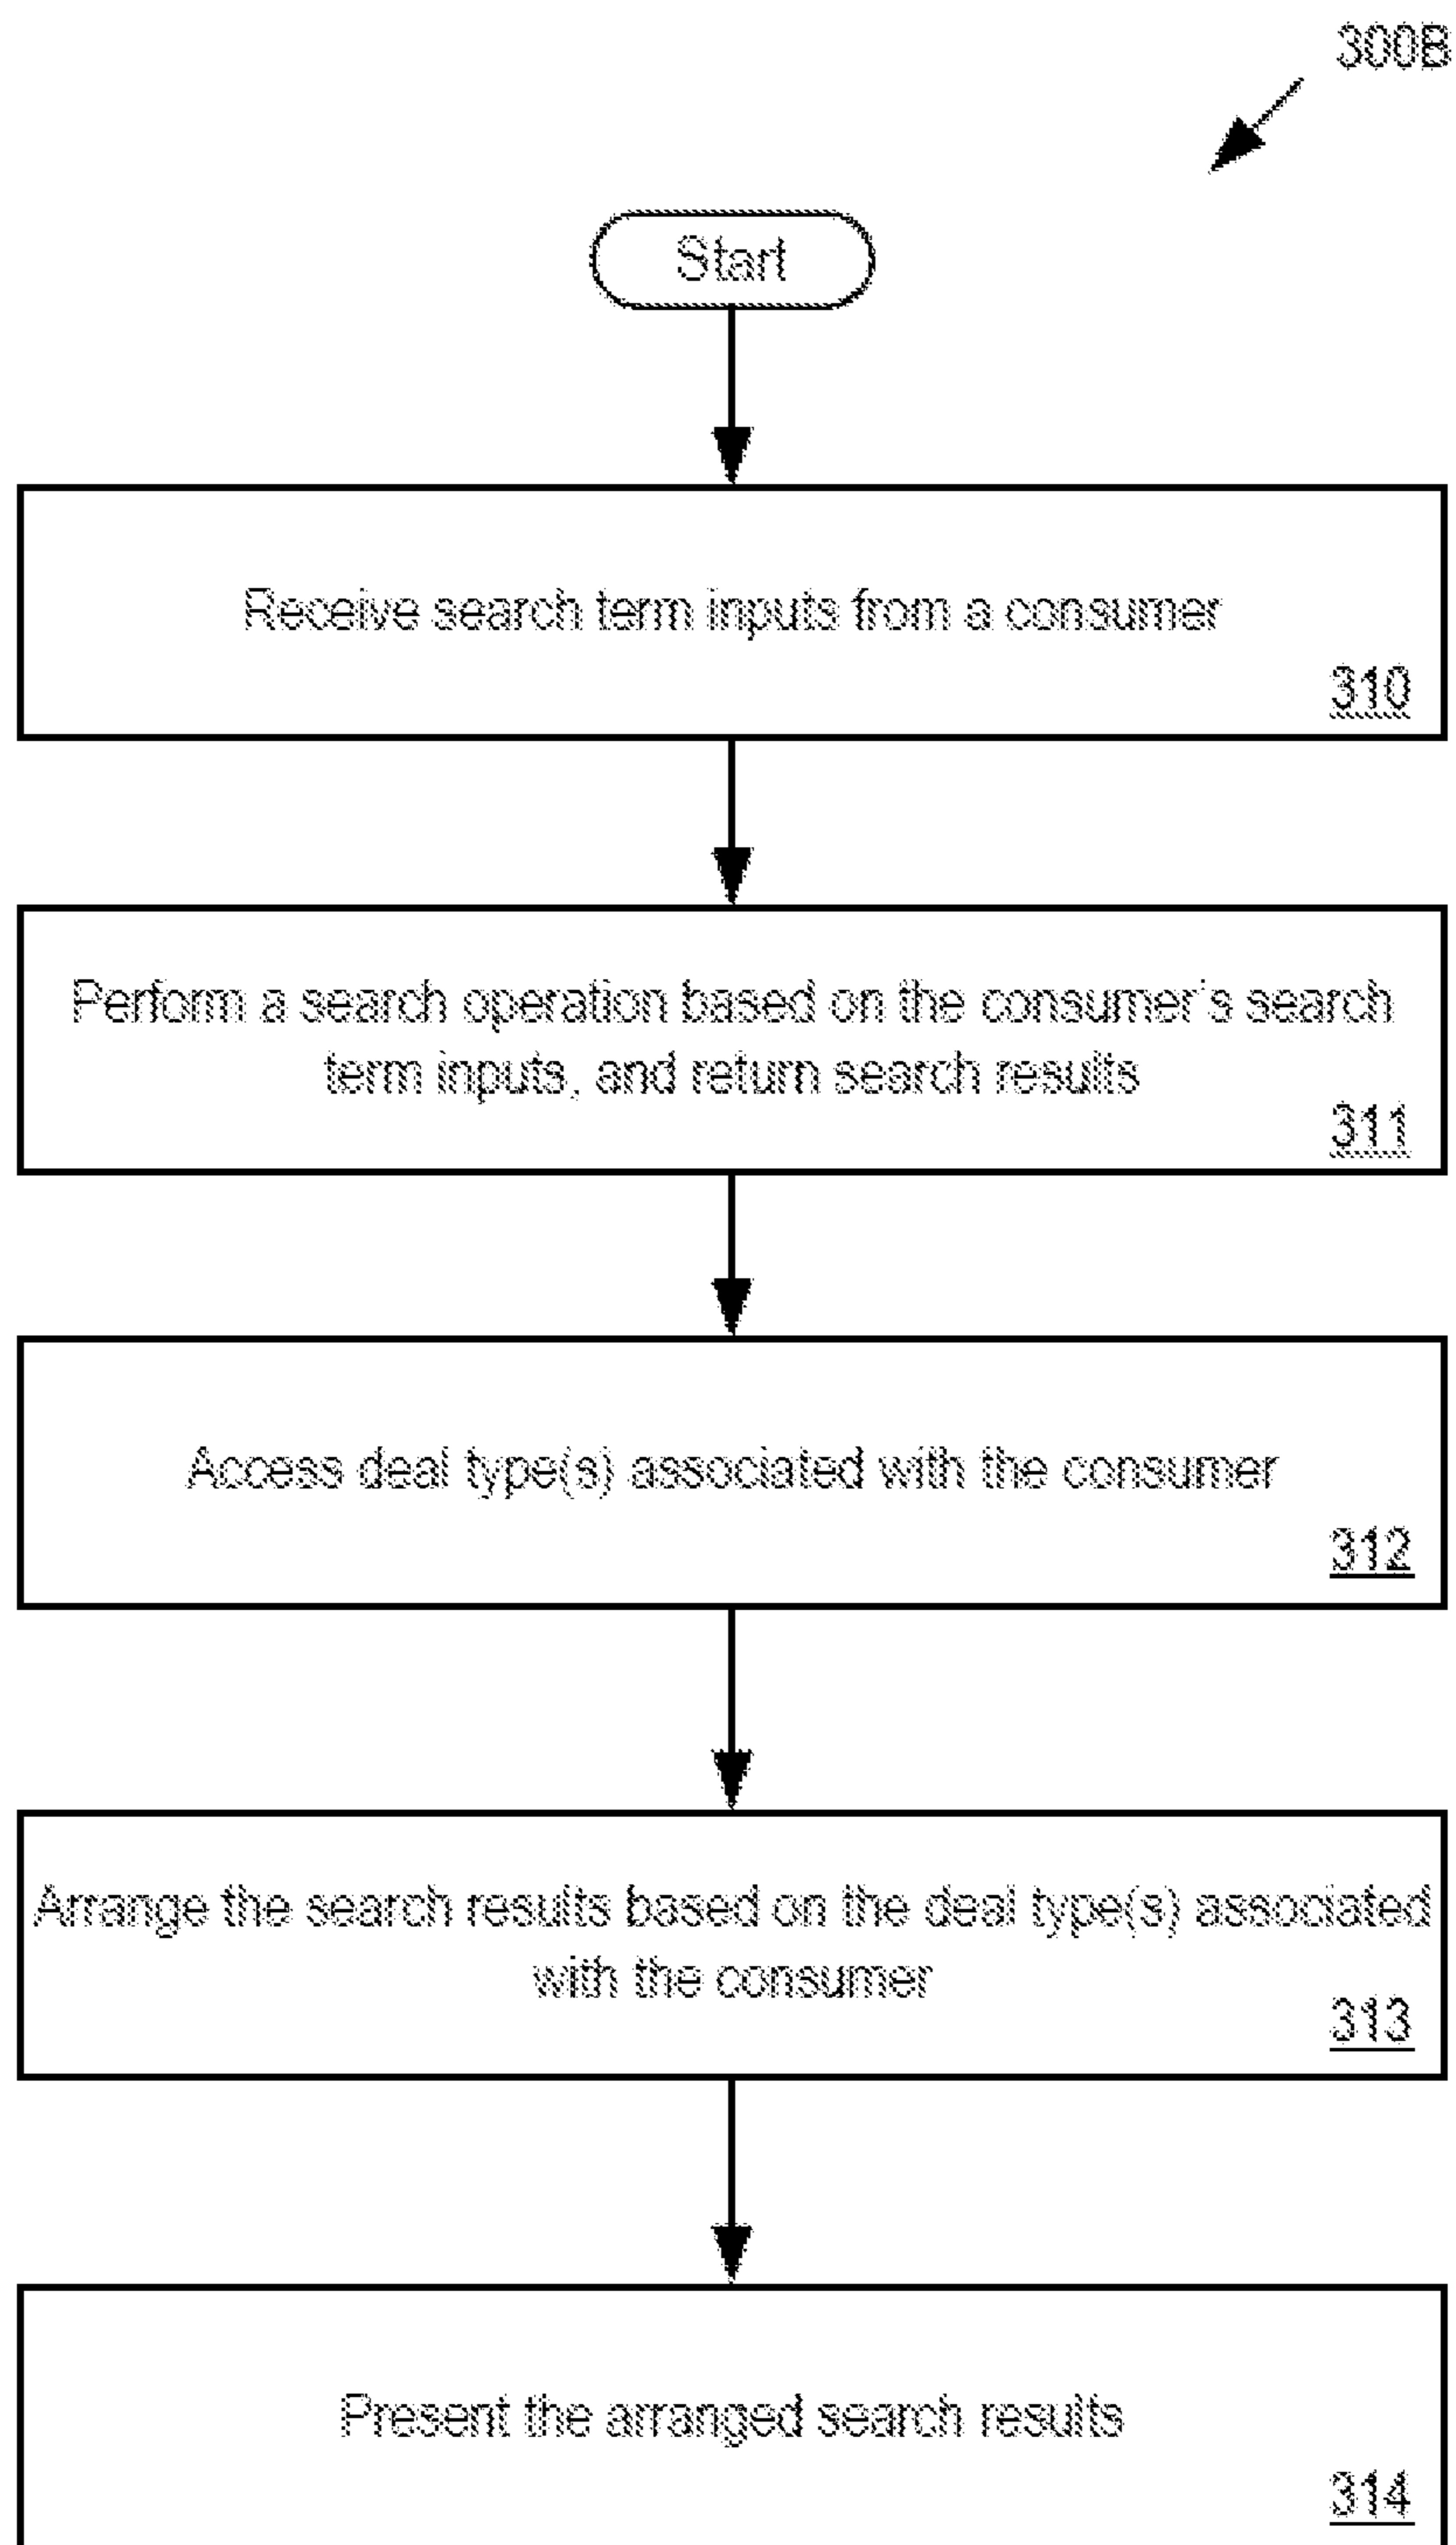 300B
Start
Receive search term inputs from a consumer
310
Perform a search operation based on the consumer's search
term inputs, and return search results
311
Access deal type(s) associated with the consumer
312
Arrange the search results based on the deal type(s) associated
with the consumer
313
Present the arranged search results
314